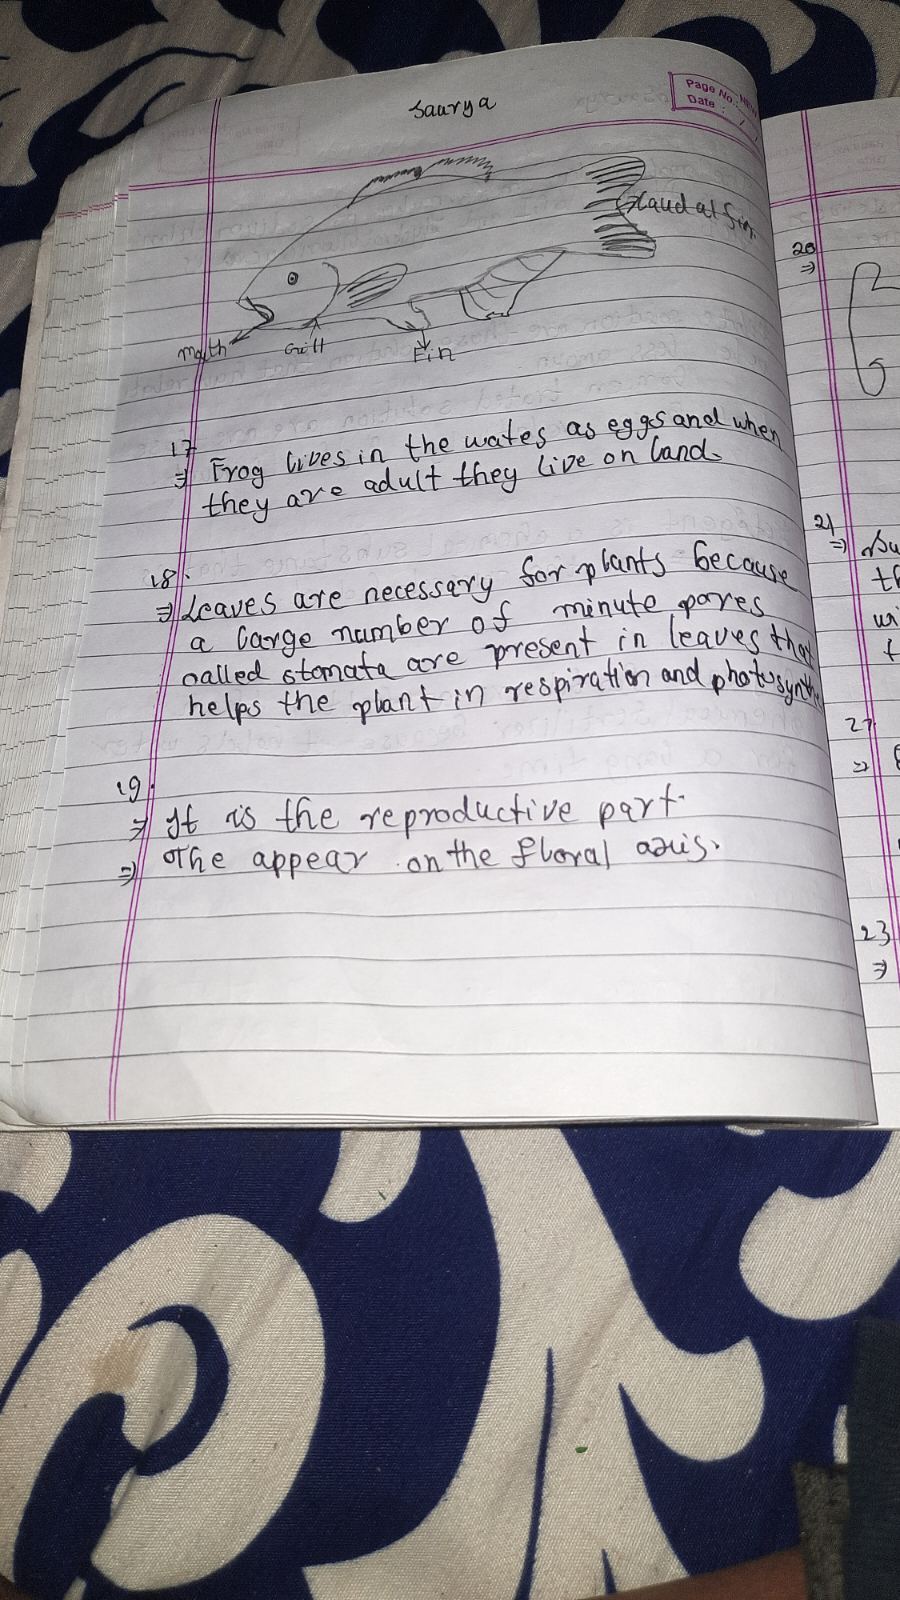 Saurya
Page No.:
Date : /
Caudal fin.
Mouth
Gill
Fin
17
⇒ Frog lives in the wates as eggs and when
they are adult they live on land.
18.
⇒ Leaves are necessary for plants because
a large number of minute pores
called stomata are present in leaves that
helps the plant in respiration and photosynthe
19.
⇒ It is the reproductive part.
⇒ The appear on the floral axis.
20
⇒
21
⇒
th
wi
22
⇒
23
⇒